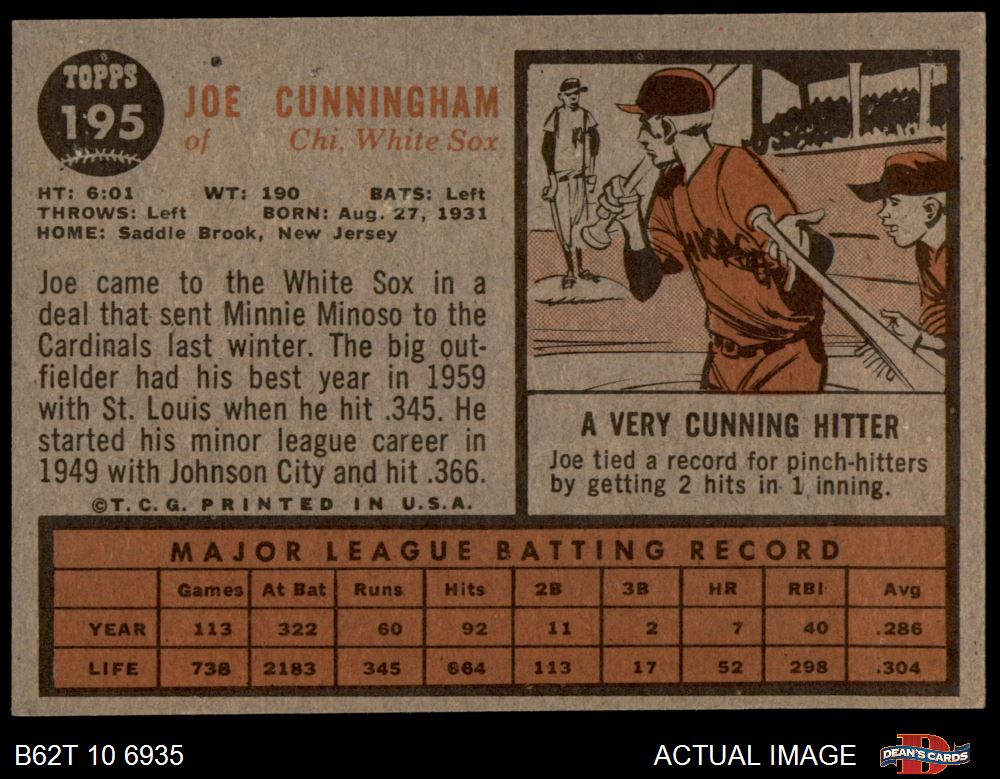 TOPPS
195
JOE CUNNINGHAM
of Chi. White Sox
HT: 6:01 WT: 190 BATS: Left
THROWS: Left BORN: Aug. 27, 1931
HOME: Saddle Brook, New Jersey
Joe came to the White Sox in a
deal that sent Minnie Minoso to the
Cardinals last winter. The big out-
fielder had his best year in 1959
with St. Louis when he hit .345. He
started his minor league career in
1949 with Johnson City and hit .366.
©T.C.G. PRINTED IN U.S.A.
A VERY CUNNING HITTER
Joe tied a record for pinch-hitters
by getting 2 hits in 1 inning.
MAJOR LEAGUE BATTING RECORD
Games At Bat Runs Hits 2B 3B HR RBI Avg
YEAR 113 322 60 92 11 2 7 40 .286
LIFE 738 2183 345 664 113 17 52 298 .304
B62T 10 6935
ACTUAL IMAGE
DEAN'S CARDS